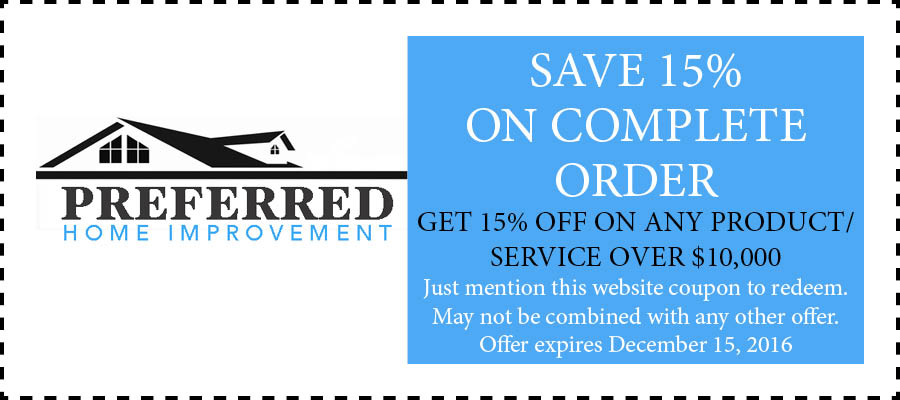 PREFERRED
HOME IMPROVEMENT
SAVE 15%
ON COMPLETE
ORDER
GET 15% OFF ON ANY PRODUCT/
SERVICE OVER $10,000
Just mention this website coupon to redeem.
May not be combined with any other offer.
Offer expires December 15, 2016